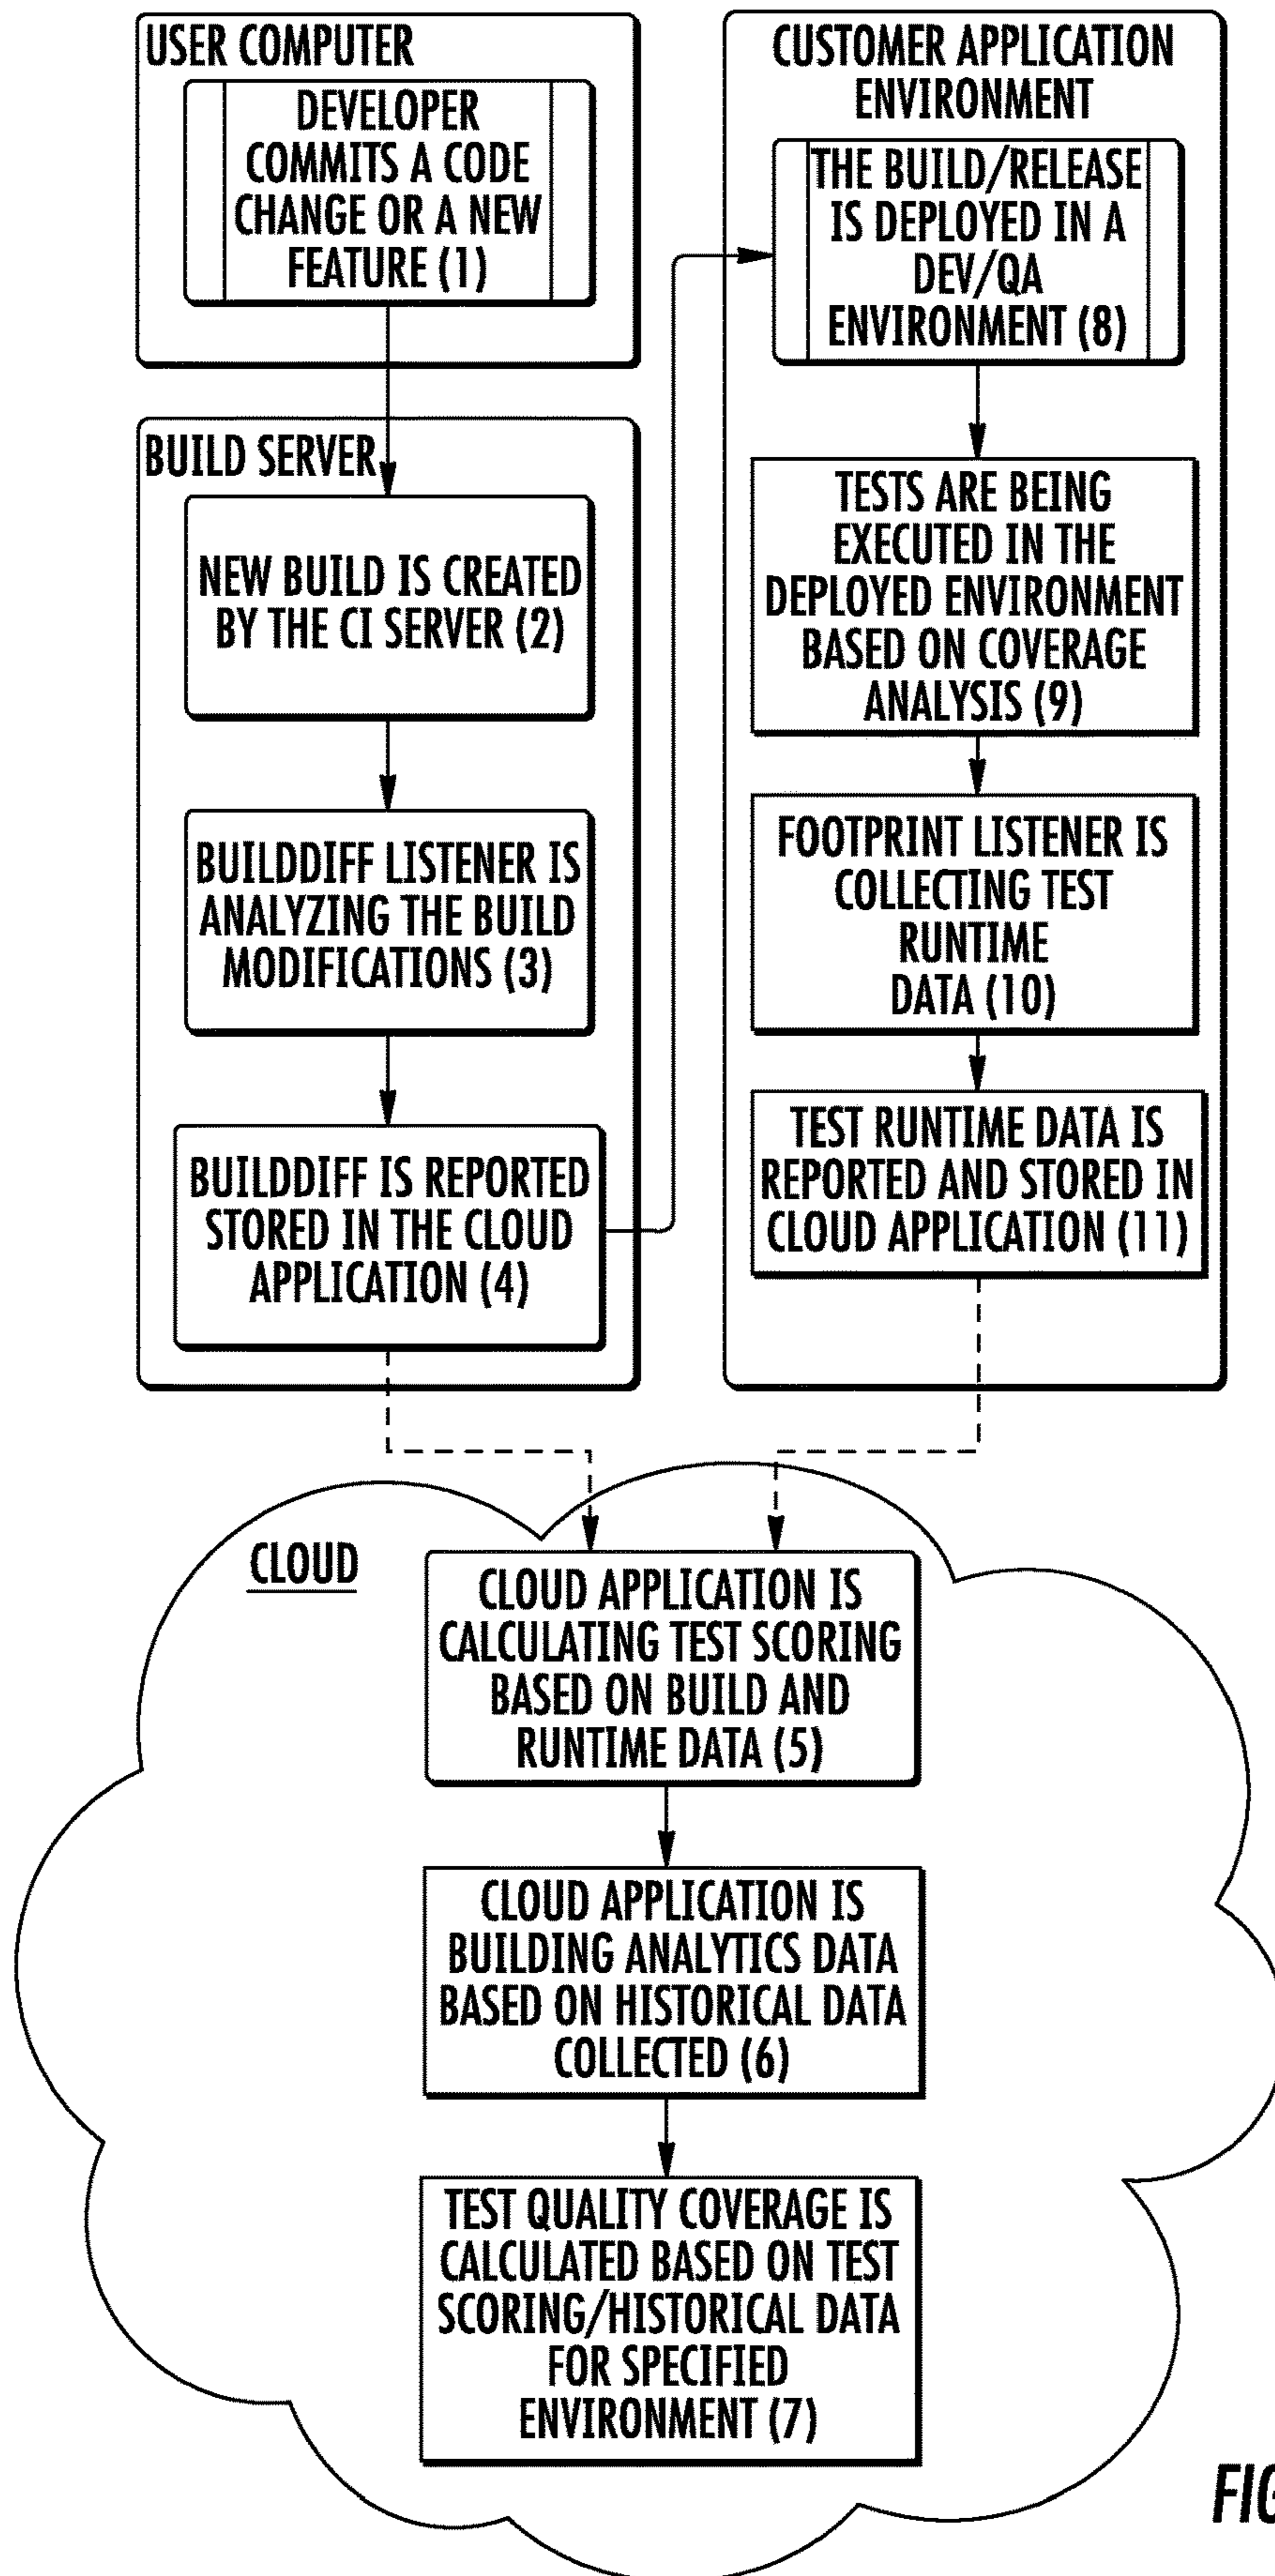 USER COMPUTER
DEVELOPER
COMMITS A CODE
CHANGE OR A NEW
FEATURE (1)
BUILD SERVER
NEW BUILD IS CREATED
BY THE CI SERVER (2)
BUILDDIFF LISTENER IS
ANALYZING THE BUILD
MODIFICATIONS (3)
BUILDDIFF IS REPORTED
STORED IN THE CLOUD
APPLICATION (4)
CUSTOMER APPLICATION
ENVIRONMENT
THE BUILD/RELEASE
IS DEPLOYED IN A
DEV/QA
ENVIRONMENT (8)
TESTS ARE BEING
EXECUTED IN THE
DEPLOYED ENVIRONMENT
BASED ON COVERAGE
ANALYSIS (9)
FOOTPRINT LISTENER IS
COLLECTING TEST
RUNTIME
DATA (10)
TEST RUNTIME DATA IS
REPORTED AND STORED IN
CLOUD APPLICATION (11)
CLOUD
CLOUD APPLICATION IS
CALCULATING TEST SCORING
BASED ON BUILD AND
RUNTIME DATA (5)
CLOUD APPLICATION IS
BUILDING ANALYTICS DATA
BASED ON HISTORICAL DATA
COLLECTED (6)
TEST QUALITY COVERAGE IS
CALCULATED BASED ON TEST
SCORING/HISTORICAL DATA
FOR SPECIFIED
ENVIRONMENT (7)
FIG